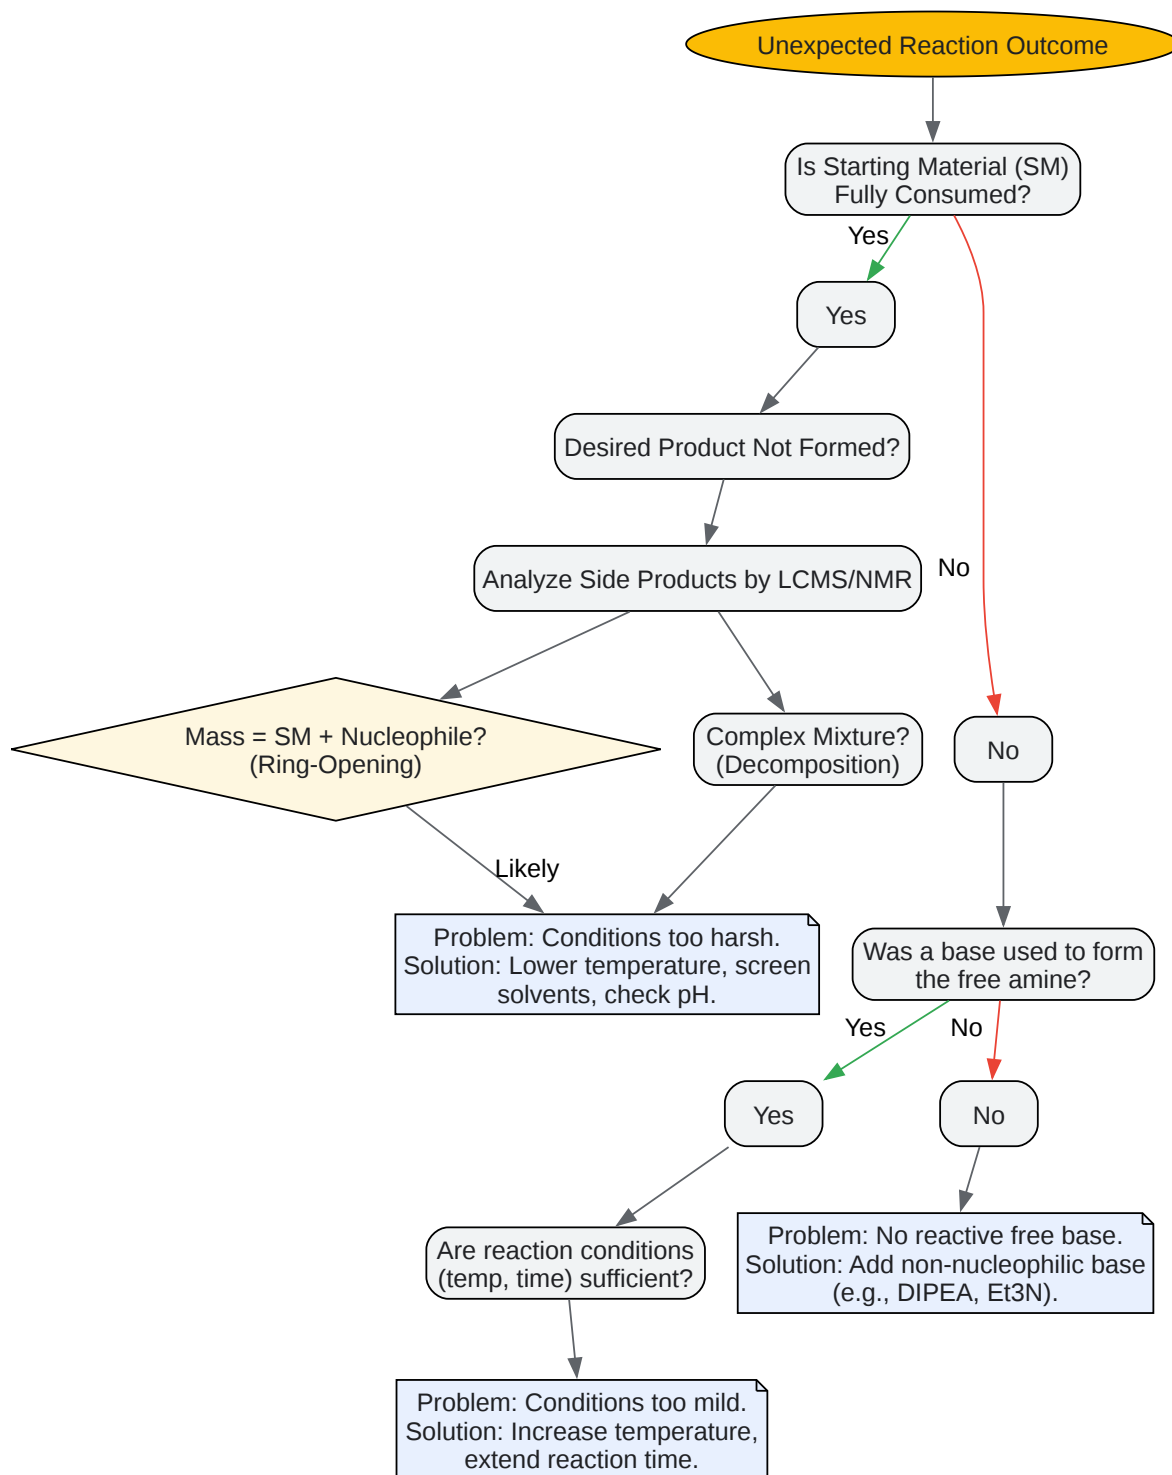 Unexpected Reaction Outcome
Is Starting Material (SM)
Fully Consumed?
Yes
Yes
Desired Product Not Formed?
Analyze Side Products by LCMS/NMR
No
Mass = SM + Nucleophile?
(Ring-Opening)
Complex Mixture?
(Decomposition)
No
Likely
Problem: Conditions too harsh.
Solution: Lower temperature, screen
solvents, check pH.
Was a base used to form
the free amine?
Yes
No
Yes
No
Are reaction conditions
(temp, time) sufficient?
Problem: No reactive free base.
Solution: Add non-nucleophilic base
(e.g., DIPEA, Et3N).
Problem: Conditions too mild.
Solution: Increase temperature,
extend reaction time.